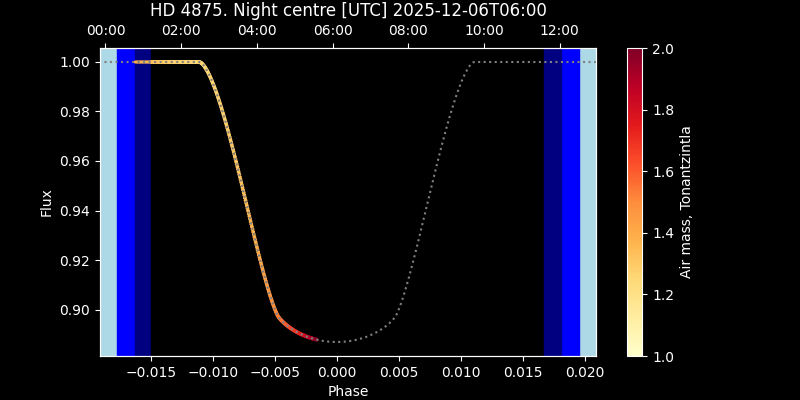 HD 4875. Night centre [UTC] 2025-12-06T06:00
00:00 02:00 04:00 06:00 08:00 10:00 12:00
1.00
0.98
0.96
0.94
0.92
0.90
Flux
−0.015 −0.010 −0.005 0.000 0.005 0.010 0.015 0.020
Phase
2.0
1.8
1.6
1.4
1.2
1.0
Air mass, Tonantzintla